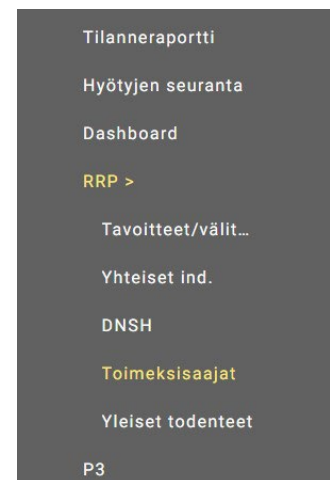 Tilanneraportti
Hyötyjen seuranta
Dashboard
RRP >
Tavoitteet/välit…
Yhteiset ind.
DNSH
Toimeksisaajat
Yleiset todenteet
P3